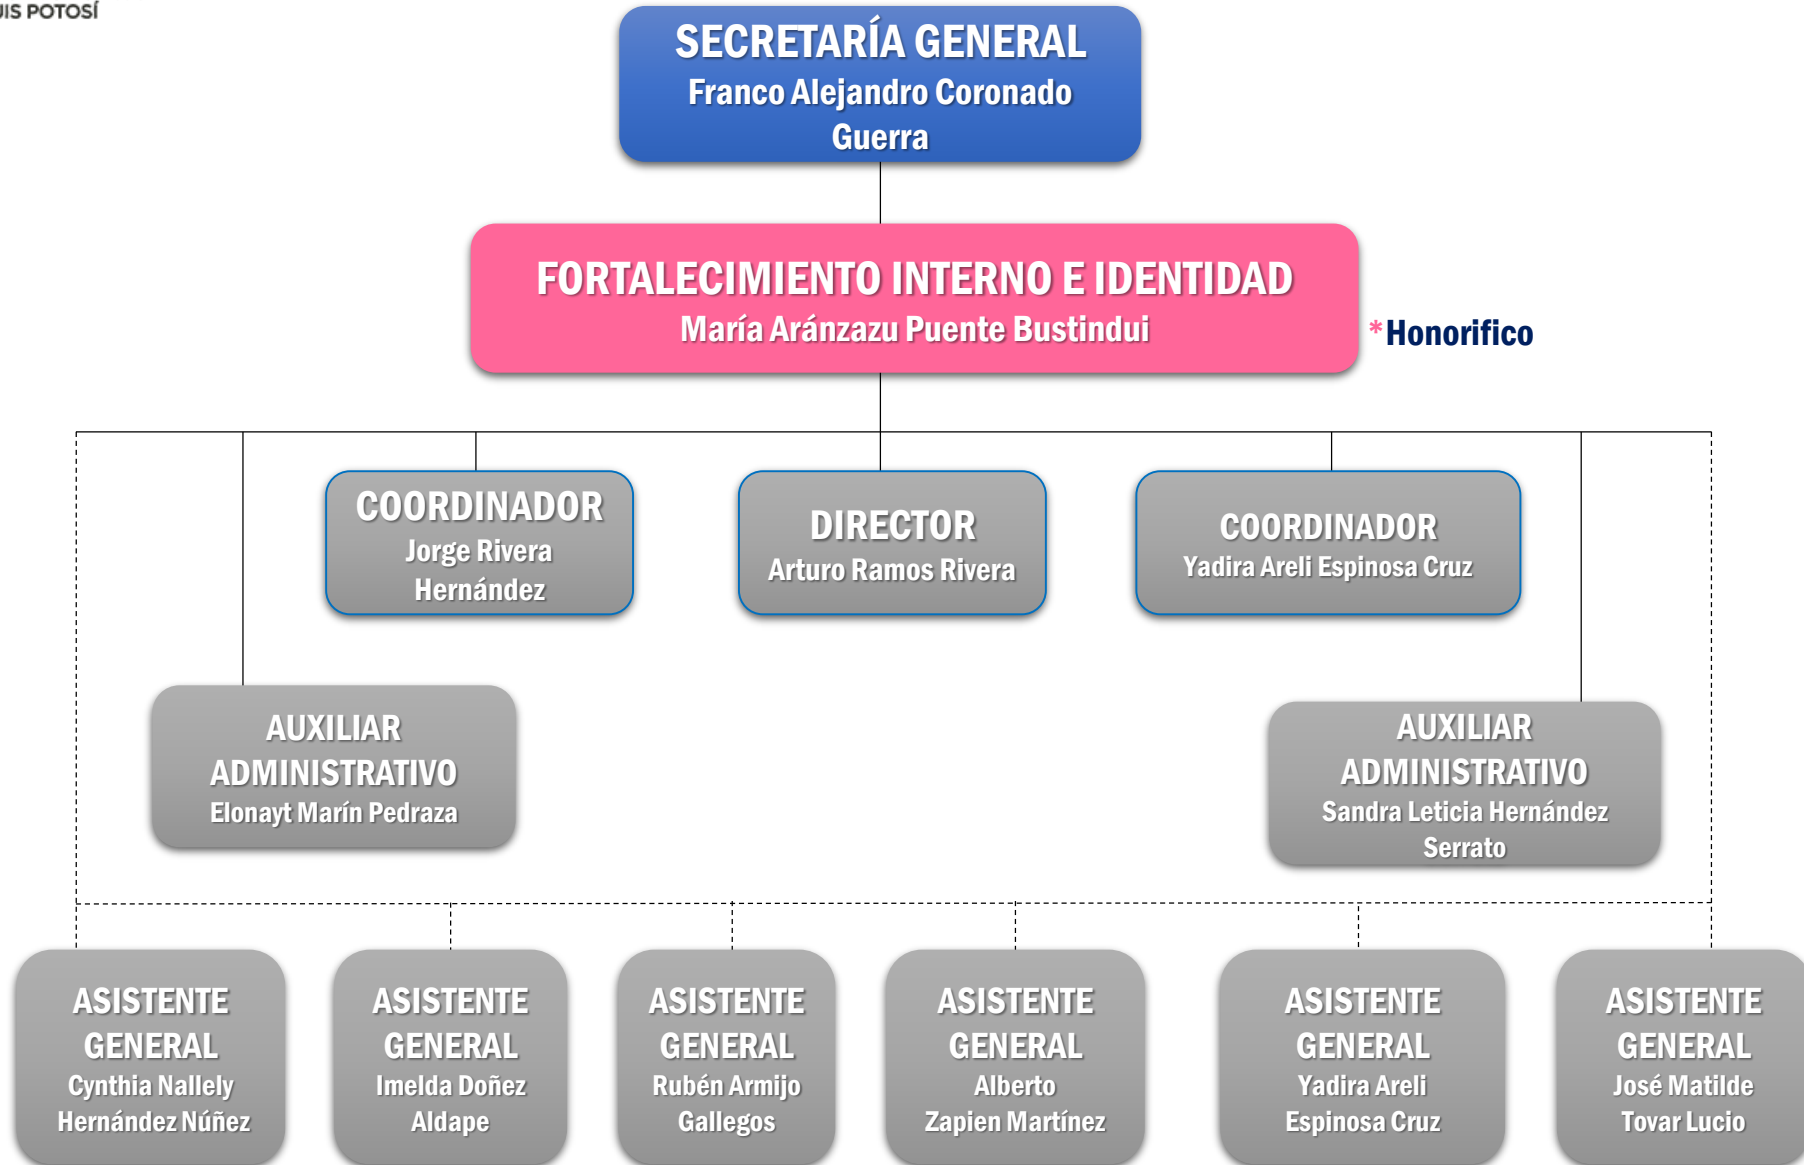 UIS POTOSÍ
SECRETARÍA GENERAL
Franco Alejandro Coronado
Guerra
FORTALECIMIENTO INTERNO E IDENTIDAD
María Aránzazu Puente Bustindui
*Honorifico
COORDINADOR
Jorge Rivera
Hernández
DIRECTOR
Arturo Ramos Rivera
COORDINADOR
Yadira Areli Espinosa Cruz
AUXILIAR
ADMINISTRATIVO
Elonayt Marín Pedraza
AUXILIAR
ADMINISTRATIVO
Sandra Leticia Hernández
Serrato
ASISTENTE
GENERAL
Cynthia Nallely
Hernández Núñez
ASISTENTE
GENERAL
Imelda Doñez
Aldape
ASISTENTE
GENERAL
Rubén Armijo
Gallegos
ASISTENTE
GENERAL
Alberto
Zapien Martínez
ASISTENTE
GENERAL
Yadira Areli
Espinosa Cruz
ASISTENTE
GENERAL
José Matilde
Tovar Lucio